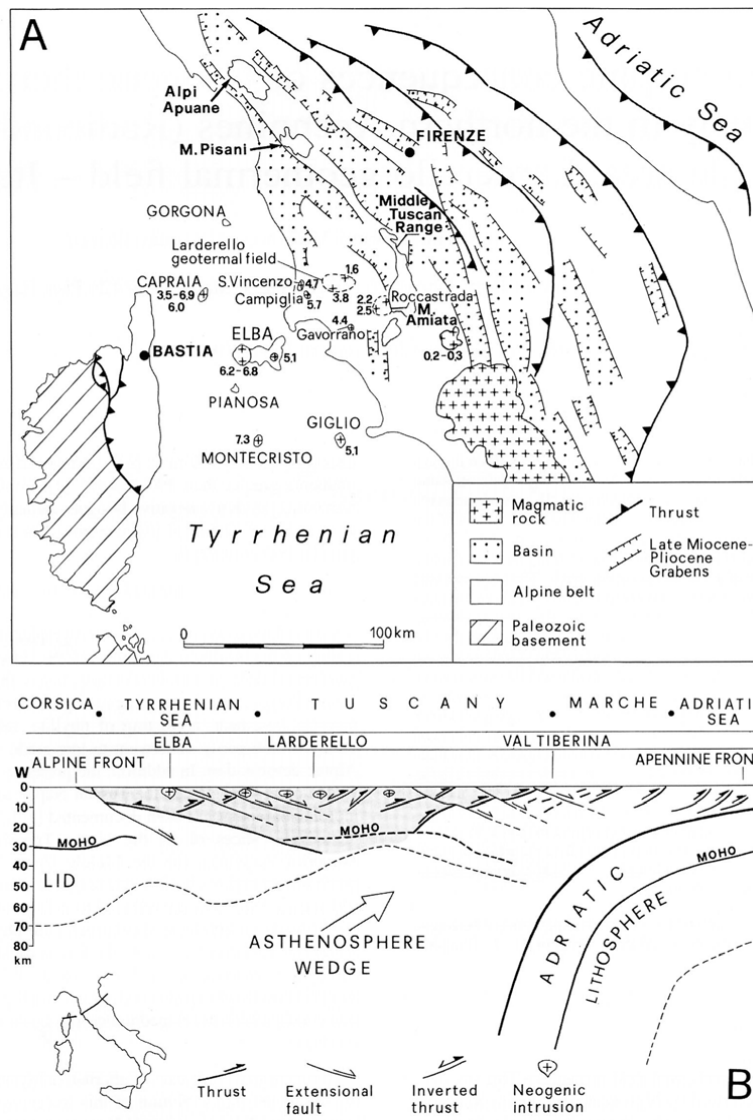 A
Adriatic Sea
Alpi
Apuane
FIRENZE
M. Pisani
Middle
Tuscan
Range
GORGONA
Larderello
geotermal field
1.6
CAPRAIA
S.Vincenzo
4.7
3.5-6.9
Campiglia
3.8
2.2
Roccastrada
6.0
5.7
2.5
M.
Amiata
4.4
ELBA
Gavorrano
BASTIA
5.1
0.2-0.3
6.2-6.8
PIANOSA
GIGLIO
7.3
5.1
MONTECRISTO
Tyrrhenian
Sea
0 100 km
Magmatic
rock
Thrust
Basin
Late Miocene-
Pliocene
Grabens
Alpine belt
Paleozoic
basement
CORSICA TYRRHENIAN SEA TUSCANY MARCHE ADRIATI SEA
ELBA LARDERELLO VAL TIBERINA
ALPINE FRONT APENNINE FRON
W
0
10
20
30
40
50
60
70
80
km
MOHO
MOHO
MOHO
LID
ASTHENOSPHERE
WEDGE
ADRIATIC
LITHOSPHERE
Thrust
Extensional
fault
Inverted
thrust
Neogenic
intrusion
B